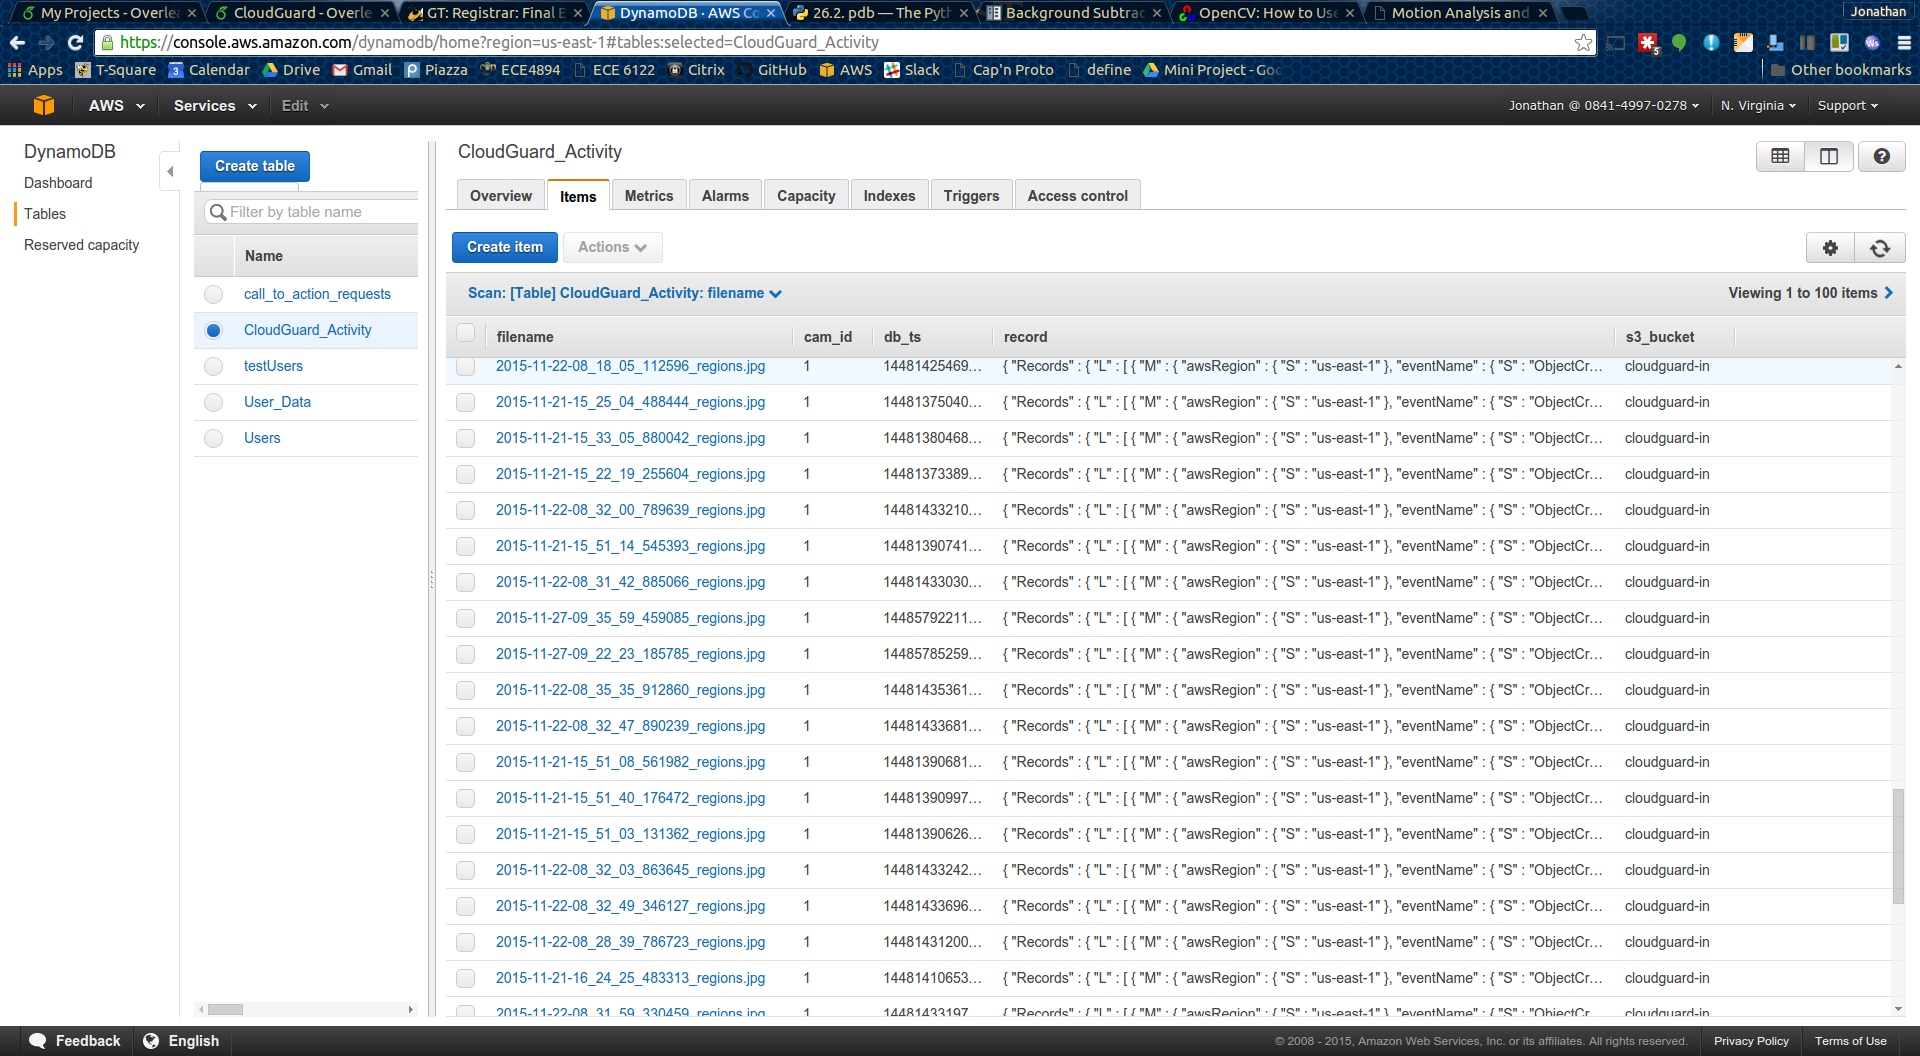 My Projects - Overlea
CloudGuard - Overle
GT: Registrar: Final E
DynamoDB · AWS Co
26.2. pdb — The Pyth
Background Subtrac
OpenCV: How to Use
Motion Analysis and
Jonathan
https://console.aws.amazon.com/dynamodb/home?region=us-east-1#tables:selected=CloudGuard_Activity
Apps T-Square Calendar Drive Gmail Piazza ECE4894 ECE 6122 Citrix GitHub AWS Slack Cap'n Proto define Mini Project - Goo Other bookmarks
AWS Services Edit Jonathan @ 0841-4997-0278 N. Virginia Support
DynamoDB
Dashboard
Tables
Reserved capacity
Create table
Filter by table name
Name
call_to_action_requests
CloudGuard_Activity
testUsers
User_Data
Users
CloudGuard_Activity
Overview Items Metrics Alarms Capacity Indexes Triggers Access control
Create item Actions
Scan: [Table] CloudGuard_Activity: filename Viewing 1 to 100 items
filename cam_id db_ts record s3_bucket
2015-11-22-08_18_05_112596_regions.jpg 1 14481425469... { "Records" : { "L" : [ { "M" : { "awsRegion" : { "S" : "us-east-1" }, "eventName" : { "S" : "ObjectCr... cloudguard-in
2015-11-21-15_25_04_488444_regions.jpg 1 14481375040... { "Records" : { "L" : [ { "M" : { "awsRegion" : { "S" : "us-east-1" }, "eventName" : { "S" : "ObjectCr... cloudguard-in
2015-11-21-15_33_05_880042_regions.jpg 1 14481380468... { "Records" : { "L" : [ { "M" : { "awsRegion" : { "S" : "us-east-1" }, "eventName" : { "S" : "ObjectCr... cloudguard-in
2015-11-21-15_22_19_255604_regions.jpg 1 14481373389... { "Records" : { "L" : [ { "M" : { "awsRegion" : { "S" : "us-east-1" }, "eventName" : { "S" : "ObjectCr... cloudguard-in
2015-11-22-08_32_00_789639_regions.jpg 1 14481433210... { "Records" : { "L" : [ { "M" : { "awsRegion" : { "S" : "us-east-1" }, "eventName" : { "S" : "ObjectCr... cloudguard-in
2015-11-21-15_51_14_545393_regions.jpg 1 14481390741... { "Records" : { "L" : [ { "M" : { "awsRegion" : { "S" : "us-east-1" }, "eventName" : { "S" : "ObjectCr... cloudguard-in
2015-11-22-08_31_42_885066_regions.jpg 1 14481433030... { "Records" : { "L" : [ { "M" : { "awsRegion" : { "S" : "us-east-1" }, "eventName" : { "S" : "ObjectCr... cloudguard-in
2015-11-27-09_35_59_459085_regions.jpg 1 14485792211... { "Records" : { "L" : [ { "M" : { "awsRegion" : { "S" : "us-east-1" }, "eventName" : { "S" : "ObjectCr... cloudguard-in
2015-11-27-09_22_23_185785_regions.jpg 1 14485785259... { "Records" : { "L" : [ { "M" : { "awsRegion" : { "S" : "us-east-1" }, "eventName" : { "S" : "ObjectCr... cloudguard-in
2015-11-22-08_35_35_912860_regions.jpg 1 14481435361... { "Records" : { "L" : [ { "M" : { "awsRegion" : { "S" : "us-east-1" }, "eventName" : { "S" : "ObjectCr... cloudguard-in
2015-11-22-08_32_47_890239_regions.jpg 1 14481433681... { "Records" : { "L" : [ { "M" : { "awsRegion" : { "S" : "us-east-1" }, "eventName" : { "S" : "ObjectCr... cloudguard-in
2015-11-21-15_51_08_561982_regions.jpg 1 14481390681... { "Records" : { "L" : [ { "M" : { "awsRegion" : { "S" : "us-east-1" }, "eventName" : { "S" : "ObjectCr... cloudguard-in
2015-11-21-15_51_40_176472_regions.jpg 1 14481390997... { "Records" : { "L" : [ { "M" : { "awsRegion" : { "S" : "us-east-1" }, "eventName" : { "S" : "ObjectCr... cloudguard-in
2015-11-21-15_51_03_131362_regions.jpg 1 14481390626... { "Records" : { "L" : [ { "M" : { "awsRegion" : { "S" : "us-east-1" }, "eventName" : { "S" : "ObjectCr... cloudguard-in
2015-11-22-08_32_03_863645_regions.jpg 1 14481433242... { "Records" : { "L" : [ { "M" : { "awsRegion" : { "S" : "us-east-1" }, "eventName" : { "S" : "ObjectCr... cloudguard-in
2015-11-22-08_32_49_346127_regions.jpg 1 14481433696... { "Records" : { "L" : [ { "M" : { "awsRegion" : { "S" : "us-east-1" }, "eventName" : { "S" : "ObjectCr... cloudguard-in
2015-11-22-08_28_39_786723_regions.jpg 1 14481431200... { "Records" : { "L" : [ { "M" : { "awsRegion" : { "S" : "us-east-1" }, "eventName" : { "S" : "ObjectCr... cloudguard-in
2015-11-21-16_24_25_483313_regions.jpg 1 14481410653... { "Records" : { "L" : [ { "M" : { "awsRegion" : { "S" : "us-east-1" }, "eventName" : { "S" : "ObjectCr... cloudguard-in
2015-11-22-08_31_59_330459_regions.jpg 1 14481433197... { "Records" : { "L" : [ { "M" : { "awsRegion" : { "S" : "us-east-1" }, "eventName" : { "S" : "ObjectCr... cloudguard-in
Feedback English © 2008 - 2015, Amazon Web Services, Inc. or its affiliates. All rights reserved. Privacy Policy Terms of Use